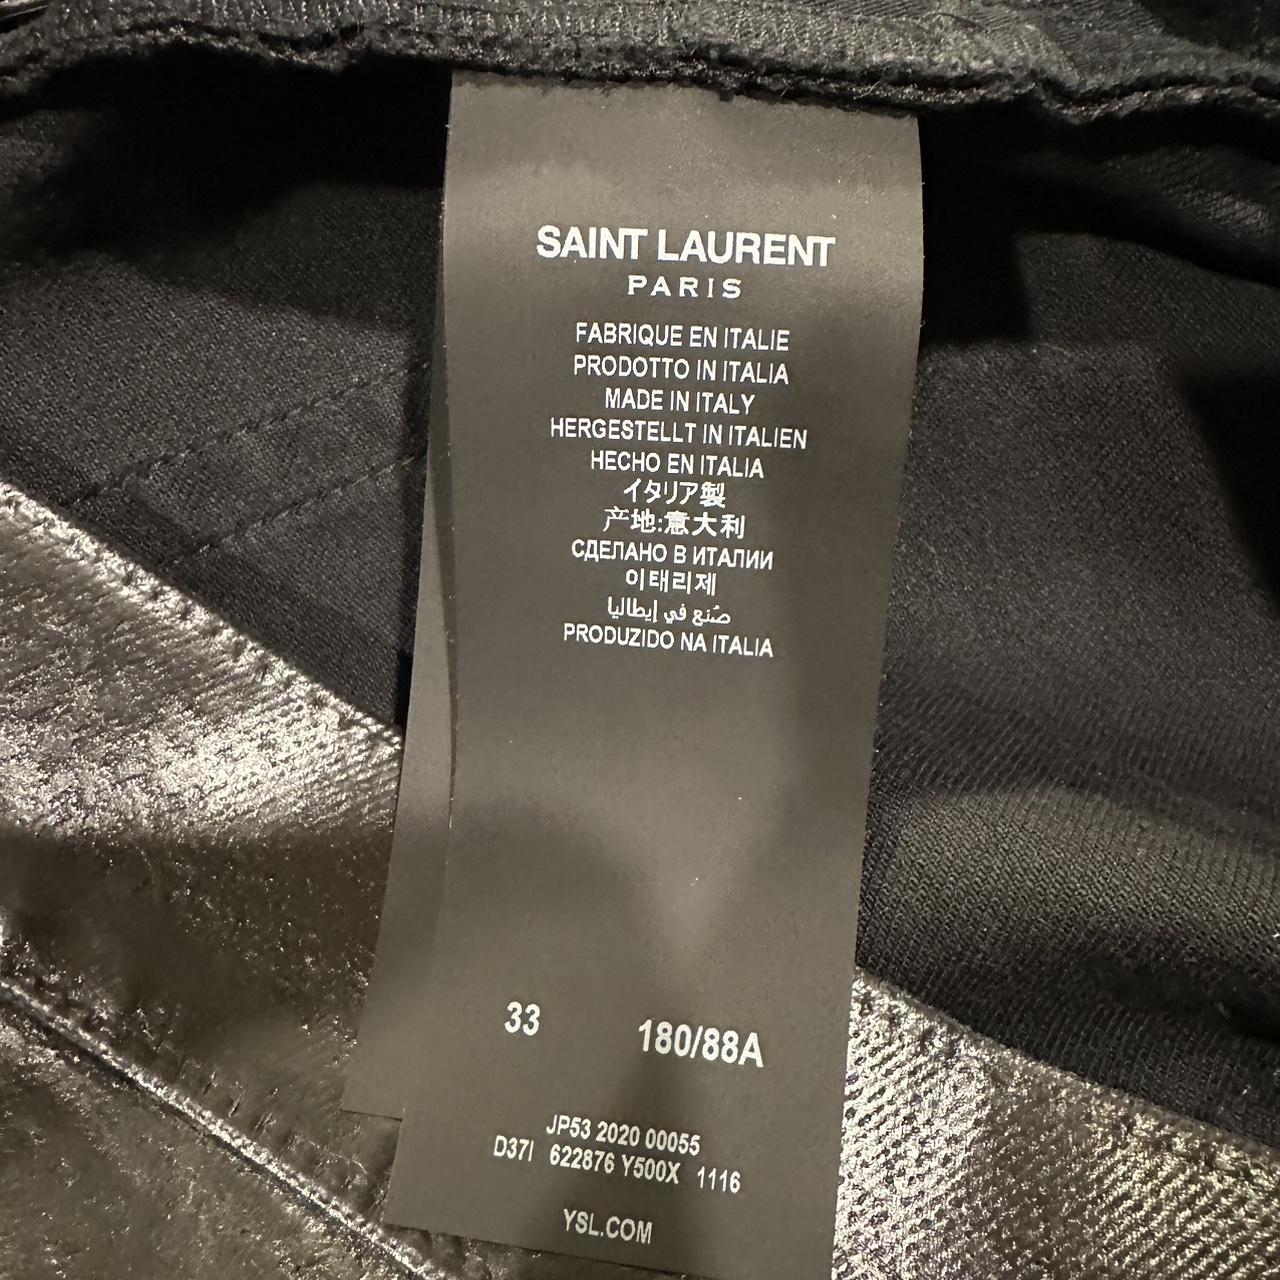 SAINT LAURENT
PARIS
FABRIQUE EN ITALIE
PRODOTTO IN ITALIA
MADE IN ITALY
HERGESTELLT IN ITALIEN
HECHO EN ITALIA
イタリア製
产地:意大利
СДЕЛАНО В ИТАЛИИ
이태리제
صُنع في إيطاليا
PRODUZIDO NA ITALIA
33 180/88A
JP53 2020 00055
D37I 622876 Y500X 1116
YSL.COM